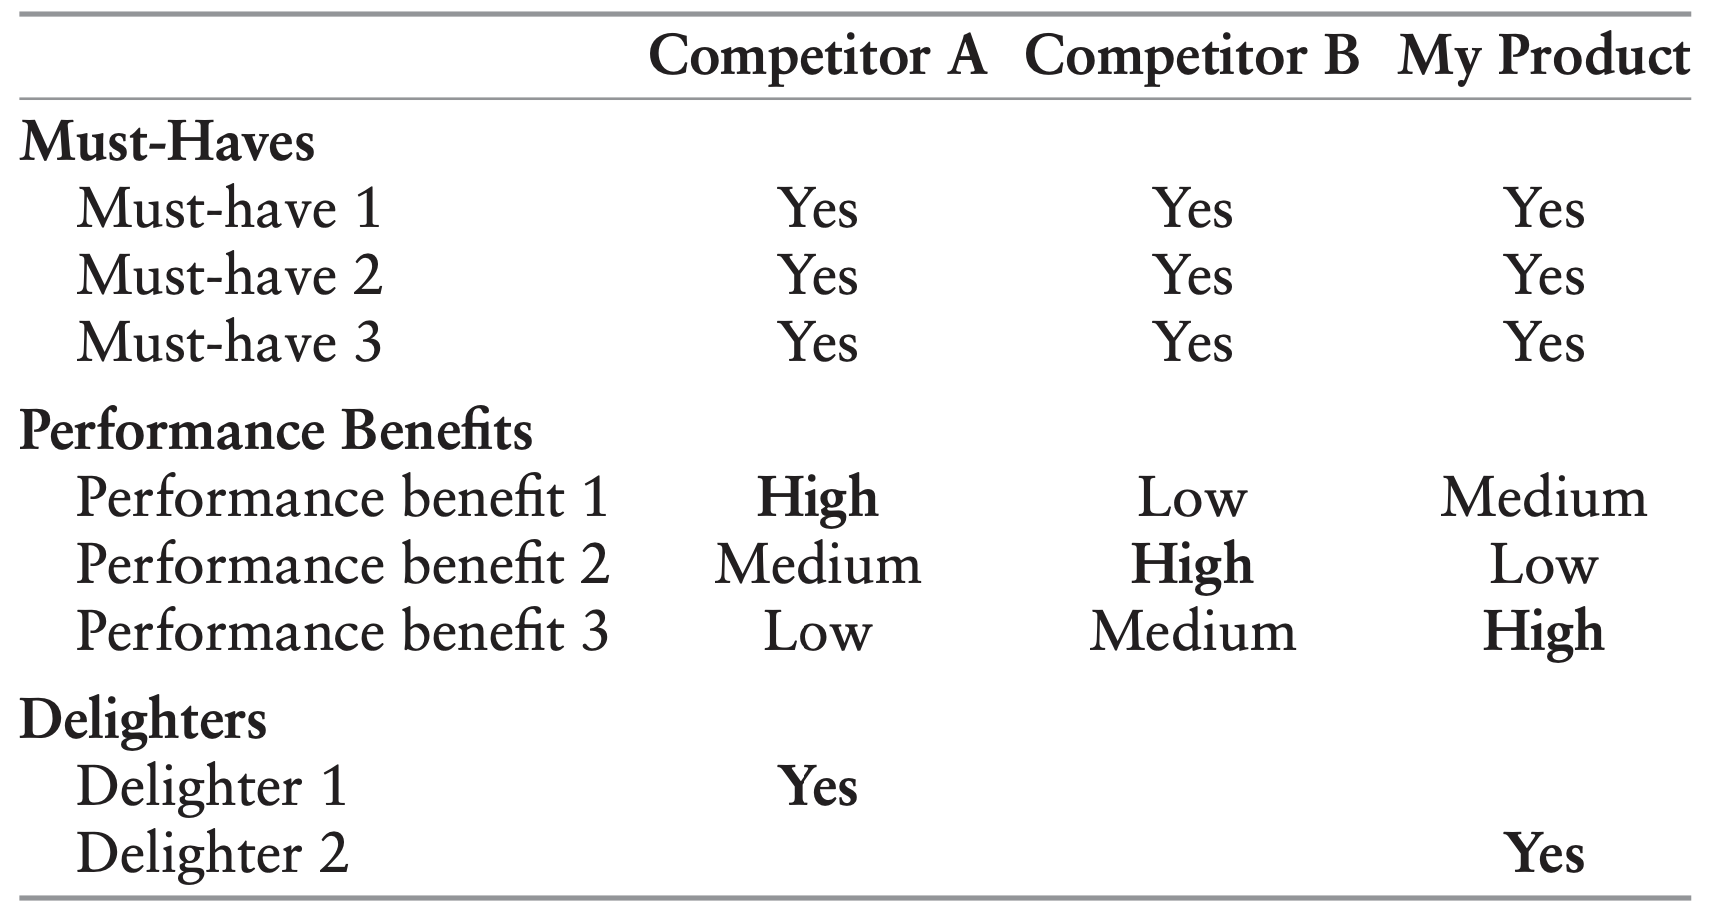 Competitor A Competitor B My Product
Must-Haves
Must-have 1 Yes Yes Yes
Must-have 2 Yes Yes Yes
Must-have 3 Yes Yes Yes
Performance Benefits
Performance benefit 1 High Low Medium
Performance benefit 2 Medium High Low
Performance benefit 3 Low Medium High
Delighters
Delighter 1 Yes
Delighter 2 Yes